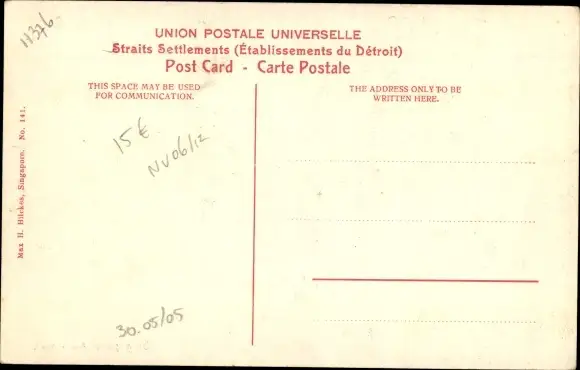 11376
UNION POSTALE UNIVERSELLE
Straits Settlements (Établissements du Détroit)
Post Card - Carte Postale
THIS SPACE MAY BE USED
FOR COMMUNICATION.
THE ADDRESS ONLY TO BE
WRITTEN HERE.
Max H. Hilckes, Singapore. No. 141.
15 €
NV06/12
30.05/05